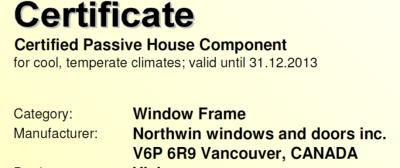 Certificate
Certified Passive House Component
for cool, temperate climates; valid until 31.12.2013
Category: Window Frame
Manufacturer: Northwin windows and doors inc.
V6P 6R9 Vancouver, CANADA